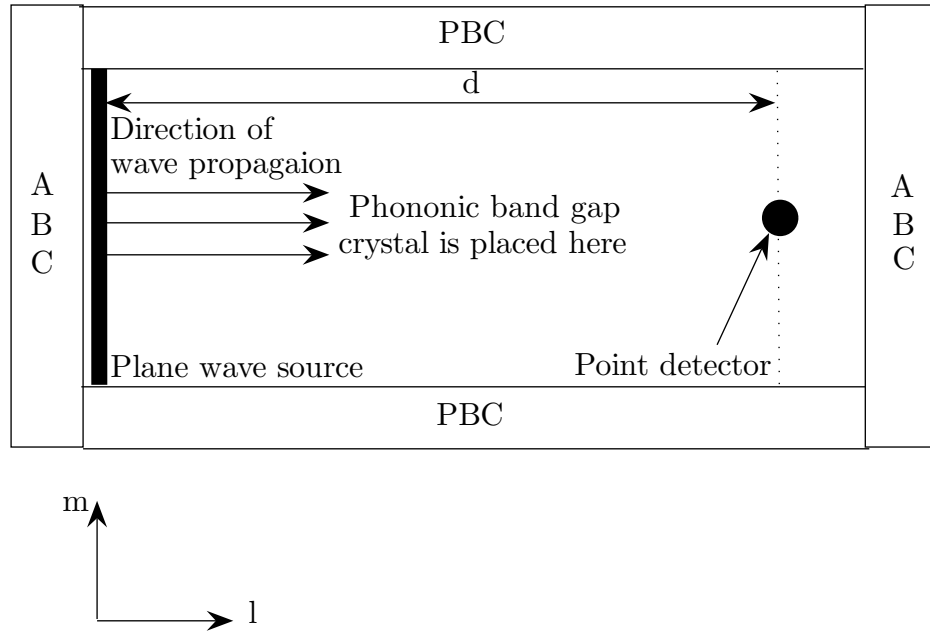 PBC
d
Direction of
wave propagaion
A
B
C
Phononic band gap
crystal is placed here
A
B
C
Plane wave source
Point detector
PBC
m
l